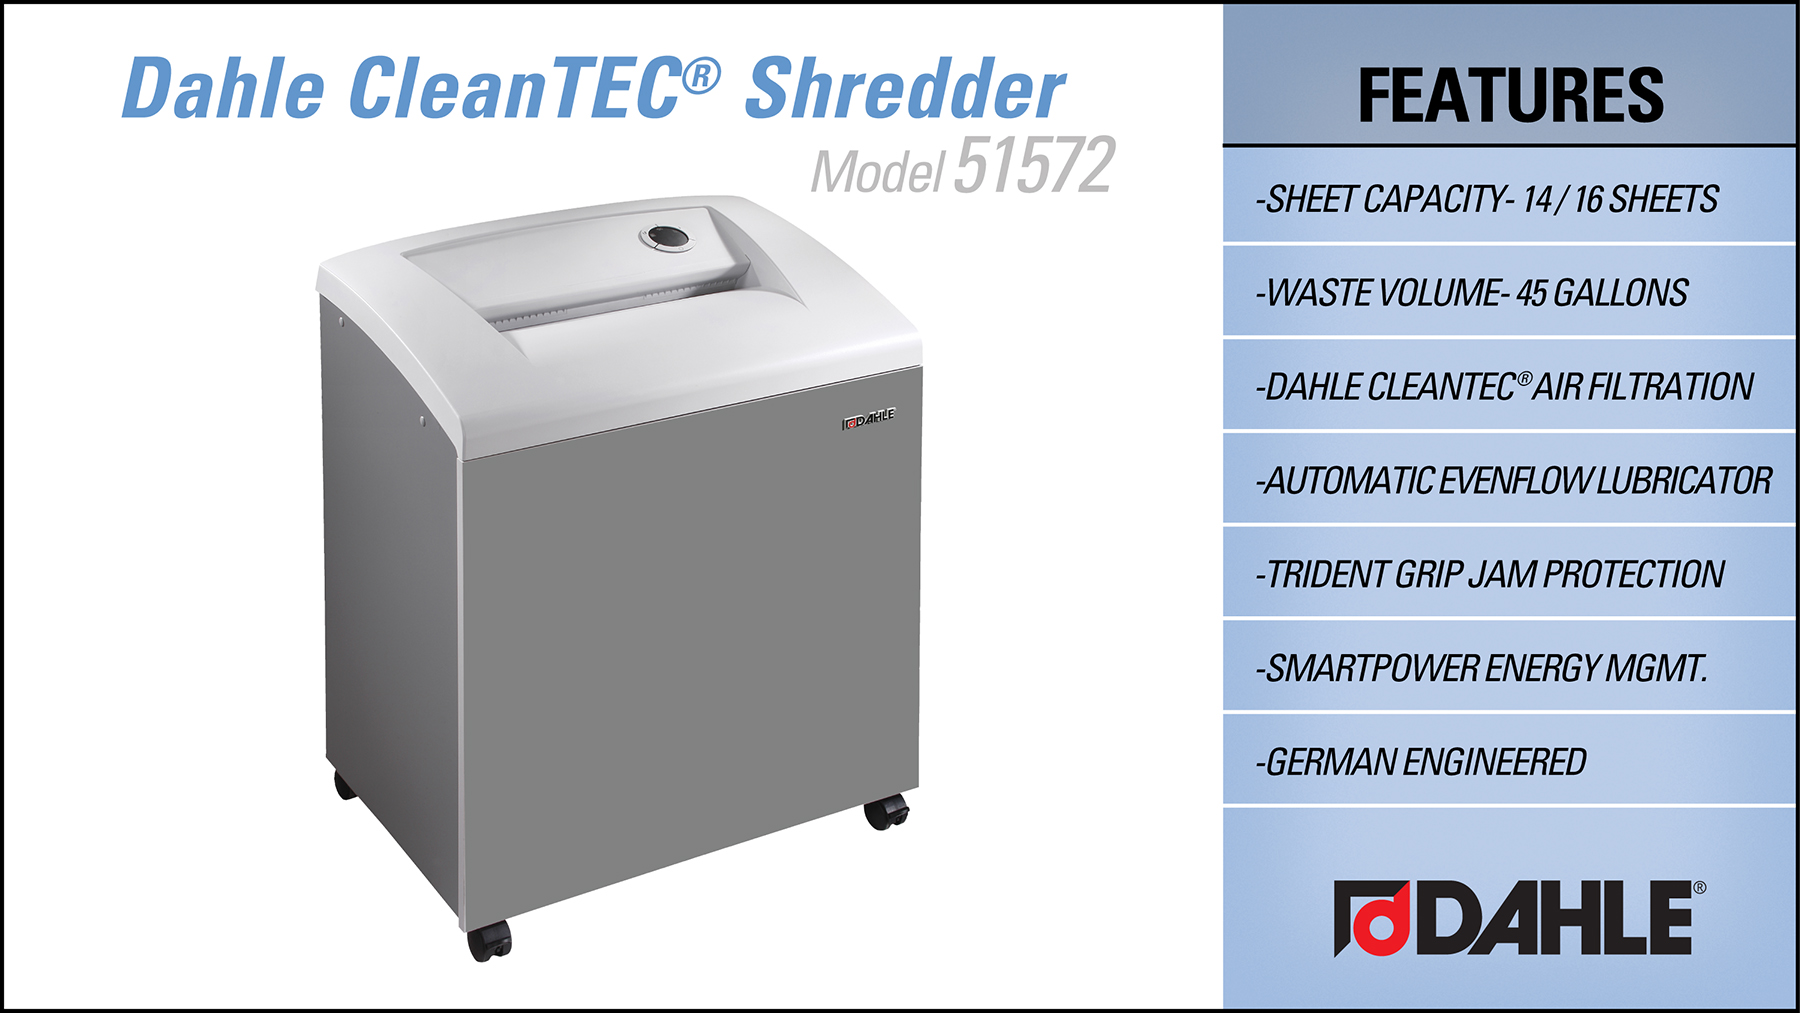 Dahle CleanTEC® Shredder
Model 51572
DAHLE
FEATURES
-SHEET CAPACITY- 14 / 16 SHEETS
-WASTE VOLUME- 45 GALLONS
-DAHLE CLEANTEC® AIR FILTRATION
-AUTOMATIC EVENFLOW LUBRICATOR
-TRIDENT GRIP JAM PROTECTION
-SMARTPOWER ENERGY MGMT.
-GERMAN ENGINEERED
DAHLE®